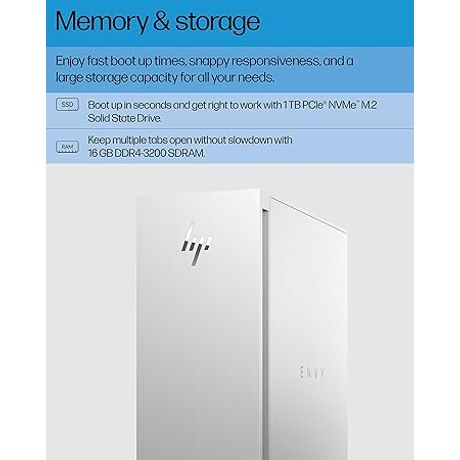 Memory & storage
Enjoy fast boot up times, snappy responsiveness, and a
large storage capacity for all your needs.
SSD
Boot up in seconds and get right to work with 1 TB PCIe® NVMe™ M.2
Solid State Drive.
RAM
Keep multiple tabs open without slowdown with
16 GB DDR4-3200 SDRAM.
hp
ENVY